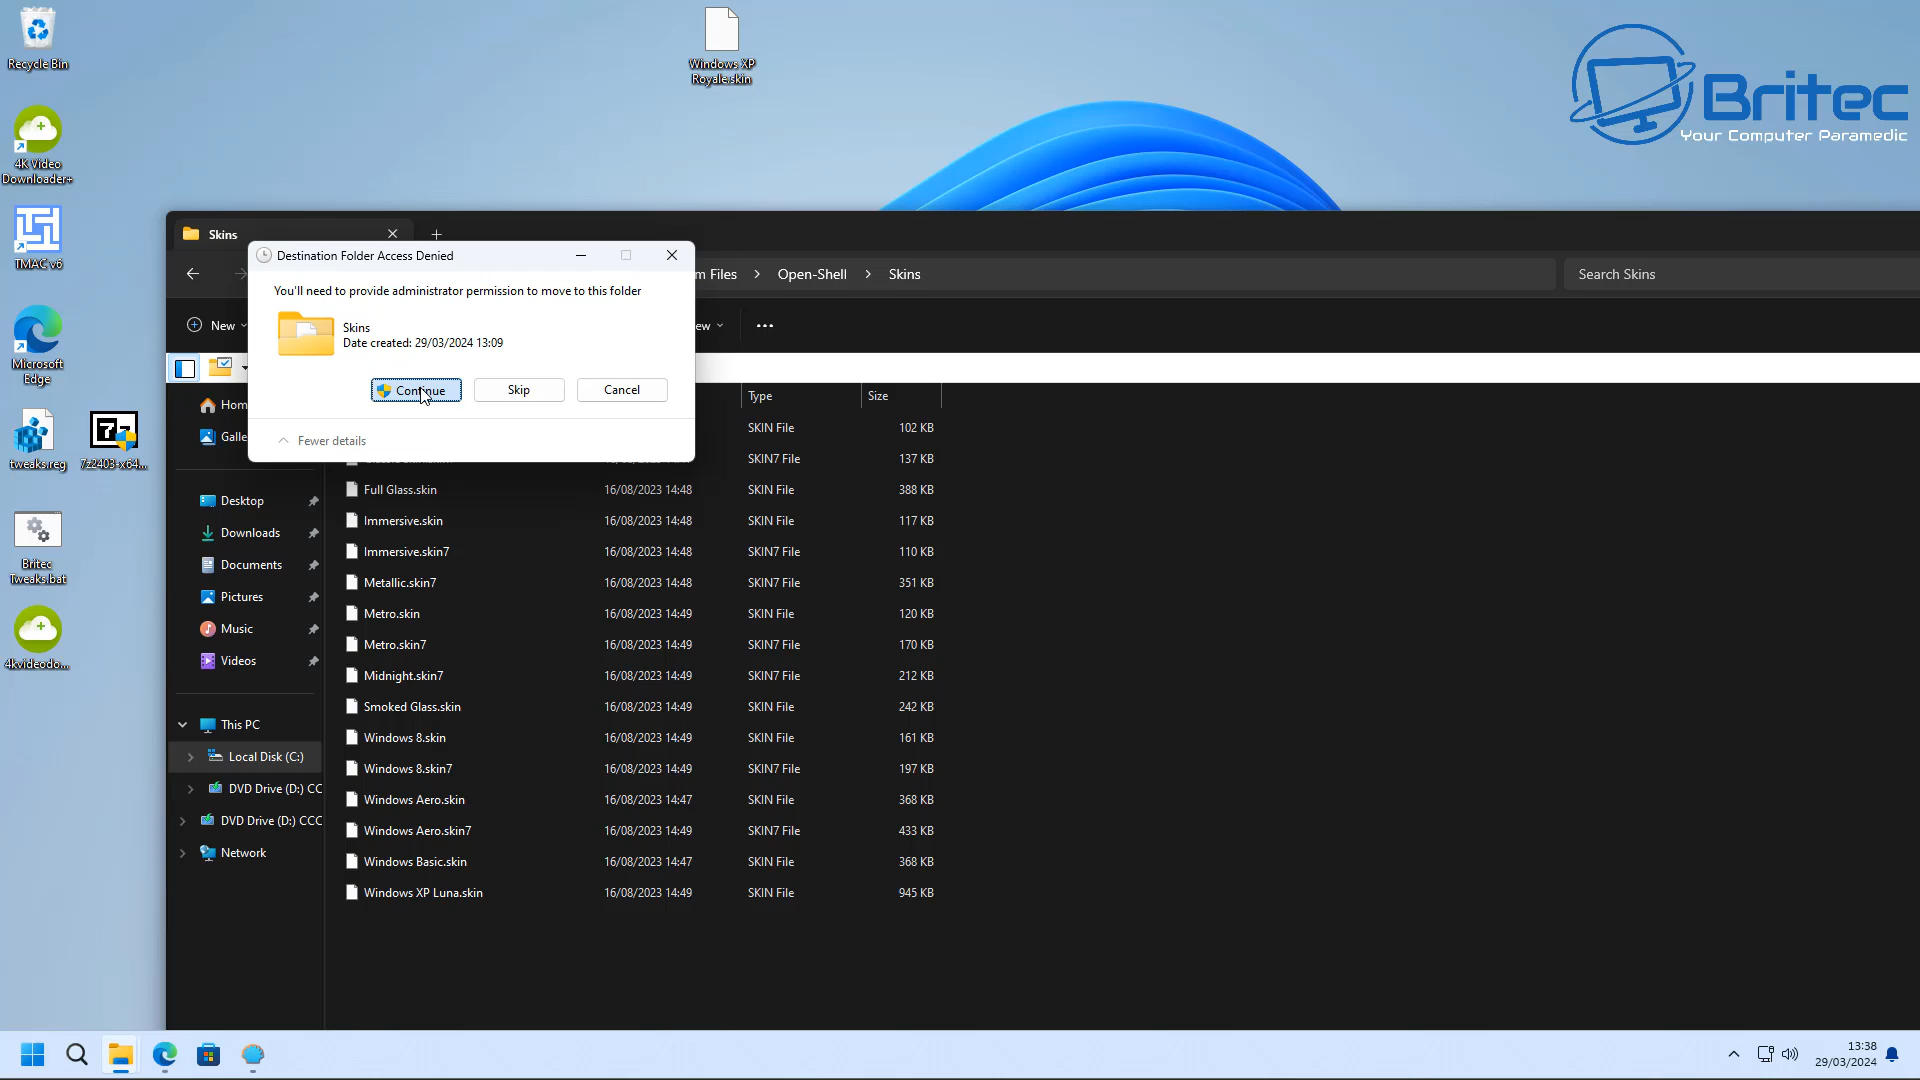 Recycle Bin
Windows XP
Royale.skin
Britec
Your Computer Paramedic
4K Video
Downloader+
TMAC v6
Microsoft
Edge
tweaks.reg
7z2403-x64...
Britec
Tweaks.bat
4kvideodo...
Skins
Destination Folder Access Denied
You'll need to provide administrator permission to move to this folder
Skins
Date created: 29/03/2024 13:09
Continue
Skip
Cancel
Fewer details
m Files > Open-Shell > Skins
Search Skins
New
ew
Type
Size
SKIN File 102 KB
SKIN7 File 137 KB
Full Glass.skin 16/08/2023 14:48 SKIN File 388 KB
Immersive.skin 16/08/2023 14:48 SKIN File 117 KB
Immersive.skin7 16/08/2023 14:48 SKIN7 File 110 KB
Metallic.skin7 16/08/2023 14:48 SKIN7 File 351 KB
Metro.skin 16/08/2023 14:49 SKIN File 120 KB
Metro.skin7 16/08/2023 14:49 SKIN7 File 170 KB
Midnight.skin7 16/08/2023 14:49 SKIN7 File 212 KB
Smoked Glass.skin 16/08/2023 14:49 SKIN File 242 KB
Windows 8.skin 16/08/2023 14:49 SKIN File 161 KB
Windows 8.skin7 16/08/2023 14:49 SKIN7 File 197 KB
Windows Aero.skin 16/08/2023 14:47 SKIN File 368 KB
Windows Aero.skin7 16/08/2023 14:49 SKIN7 File 433 KB
Windows Basic.skin 16/08/2023 14:47 SKIN File 368 KB
Windows XP Luna.skin 16/08/2023 14:49 SKIN File 945 KB
Hom
Galle
Desktop
Downloads
Documents
Pictures
Music
Videos
This PC
Local Disk (C:)
DVD Drive (D:) CC
DVD Drive (D:) CCC
Network
13:38
29/03/2024